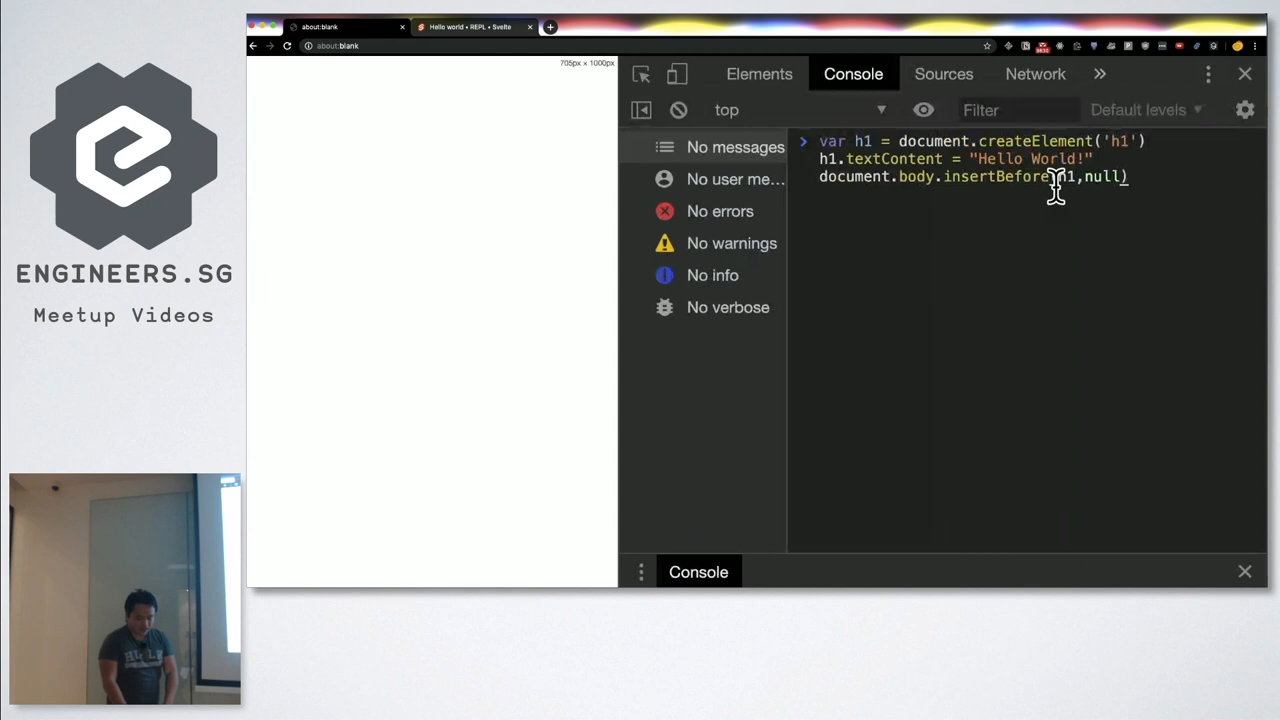 ENGINEERS.SG
Meetup Videos
about:blank
Hello world • REPL • Svelte
about:blank
705px × 1000px
Elements
Console
Sources
Network
top
Filter
Default levels
No messages
No user me...
No errors
No warnings
No info
No verbose
var h1 = document.createElement('h1')
h1.textContent = "Hello World!"
document.body.insertBefore(h1,null)
Console